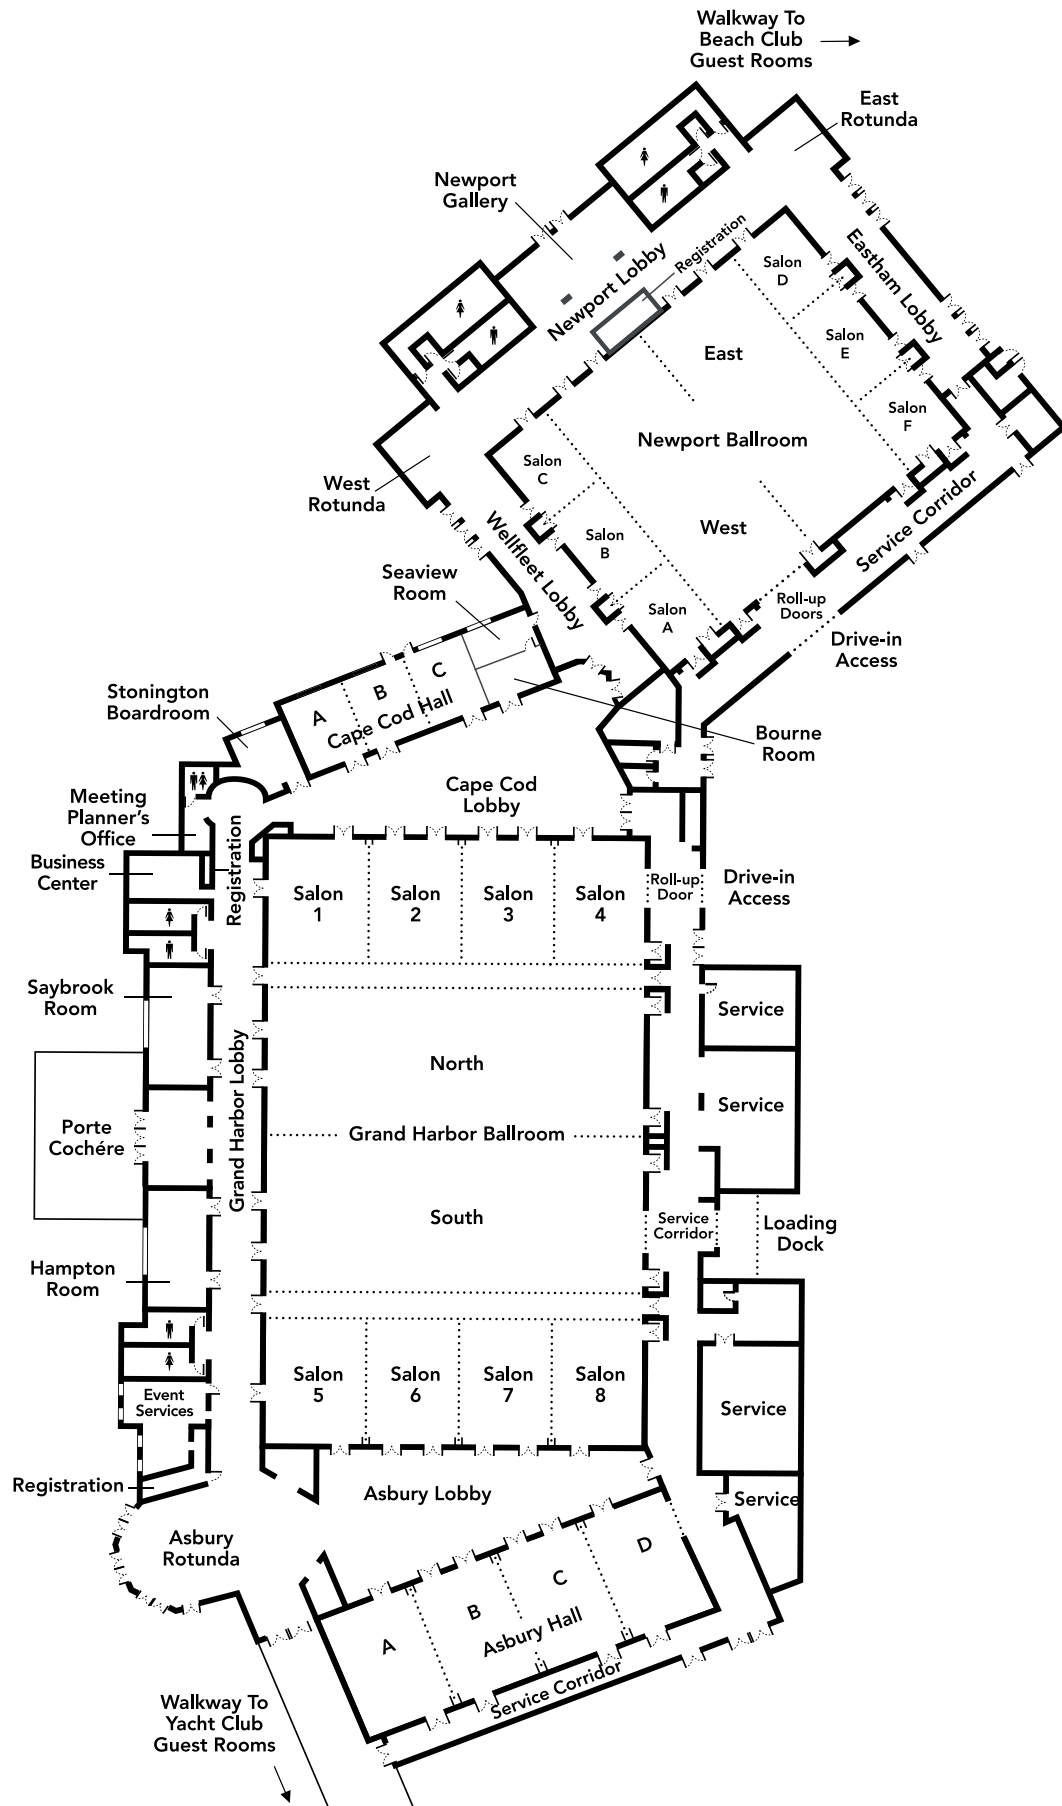 Walkway To
Beach Club
Guest Rooms
East
Rotunda
Newport
Gallery
Newport Lobby
Registration
Eastham Lobby
Salon
D
Salon
E
Salon
F
East
Newport Ballroom
West
Salon
C
Salon
B
Salon
A
West
Rotunda
Wellfleet Lobby
Service Corridor
Roll-up
Doors
Drive-in
Access
Seaview
Room
Stonington
Boardroom
A
B
C
Cape Cod Hall
Bourne
Room
Cape Cod
Lobby
Meeting
Planner's
Office
Business
Center
Registration
Salon
1
Salon
2
Salon
3
Salon
4
Roll-up
Door
Drive-in
Access
Saybrook
Room
Service
North
Grand Harbor Lobby
Service
Porte
Cochére
Grand Harbor Ballroom
South
Service
Corridor
Loading
Dock
Hampton
Room
Salon
5
Salon
6
Salon
7
Salon
8
Event
Services
Service
Registration
Asbury Lobby
Service
Asbury
Rotunda
A
B
C
D
Asbury Hall
Service Corridor
Walkway To
Yacht Club
Guest Rooms